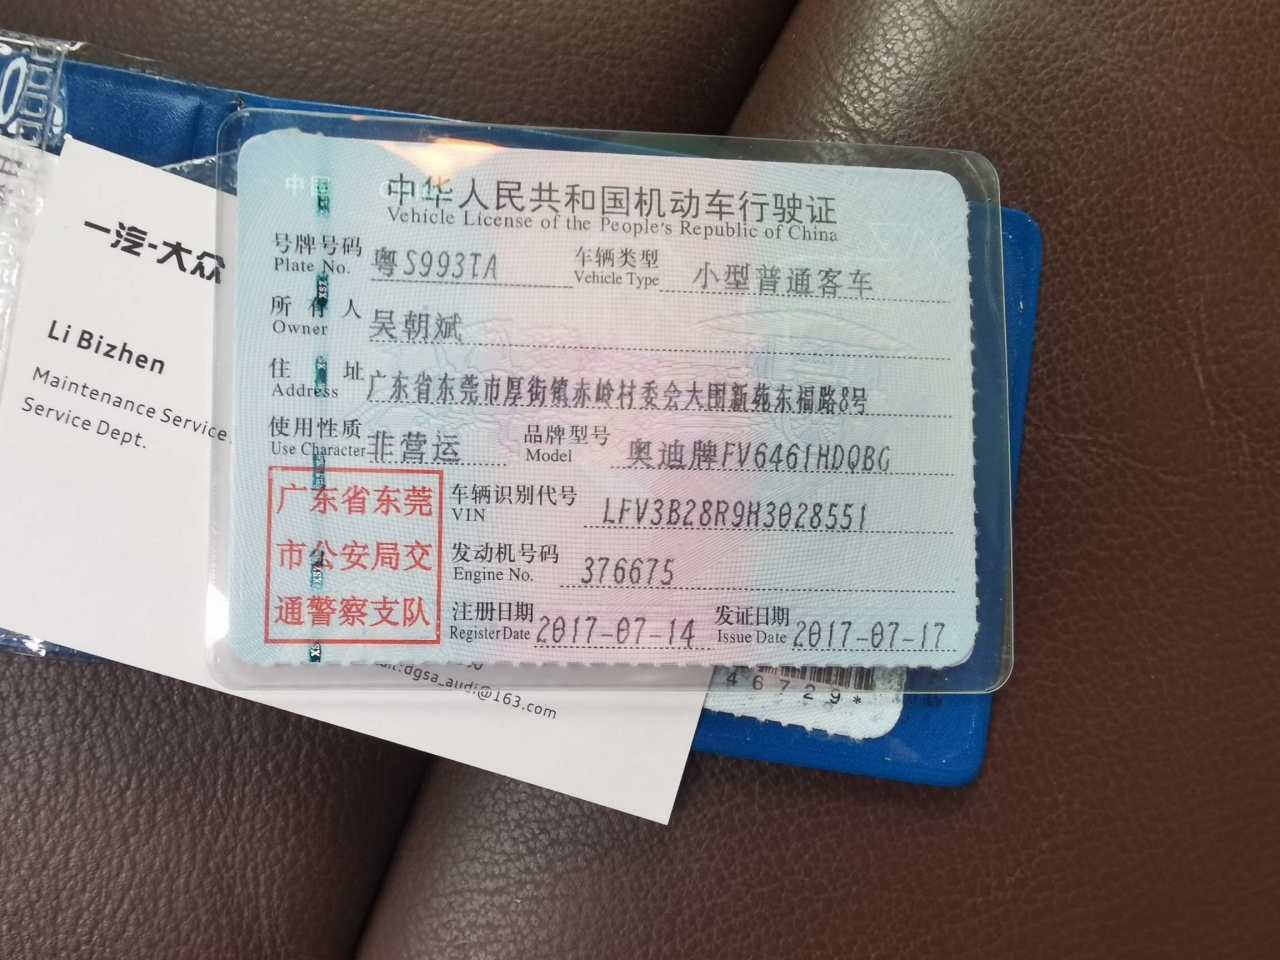 中华人民共和国机动车行驶证
Vehicle License of the People's Republic of China
号牌号码 粤S993TA 车辆类型 小型普通客车
Plate No. Vehicle Type
所有人 吴朝斌
Owner
住址 广东省东莞市厚街镇赤岭村委会大围新苑东福路8号
Address
使用性质 非营运 品牌型号 奥迪牌FV6461HDQBG
Use Character Model
广东省东莞
市公安局交
通警察支队
车辆识别代号 LFV3B28R9H3028551
VIN
发动机号码 376675
Engine No.
注册日期 2017-07-14 发证日期 2017-07-17
Register Date Issue Date
一汽-大众
Li Bizhen
Maintenance Service
Service Dept.
dgsa_audi@163.com
46729*